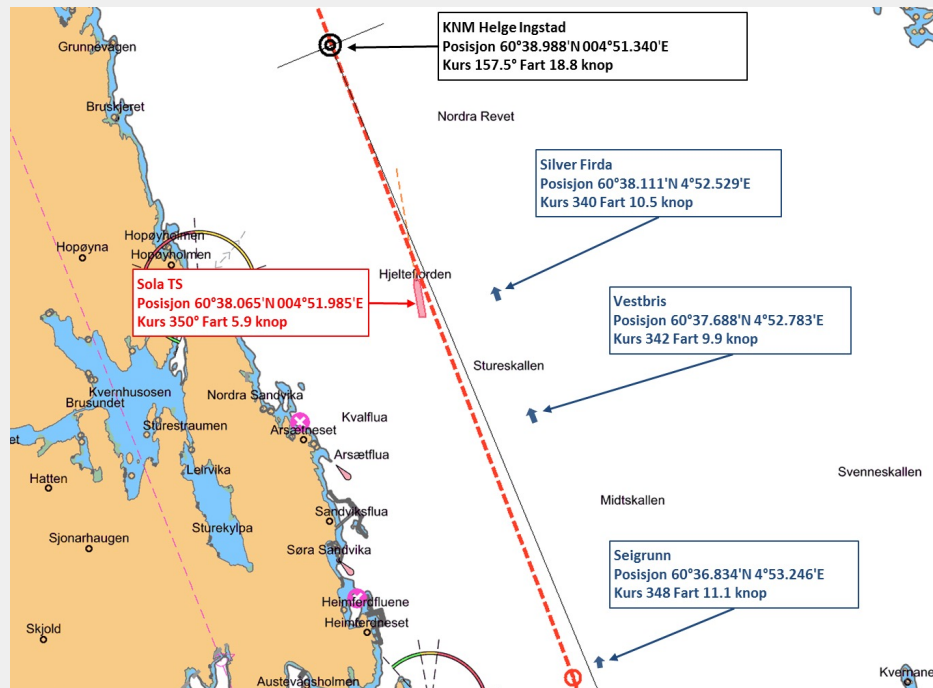 KNM Helge Ingstad
Posisjon 60°38.988'N 004°51.340'E
Kurs 157.5° Fart 18.8 knop
Grunnevågen
Bruskjeret
Nordra Revet
Silver Firda
Posisjon 60°38.111'N 4°52.529'E
Kurs 340 Fart 10.5 knop
Hopøyholmen
Hopøyna
Hopøyholmen
Hjeltefjorden
Sola TS
Posisjon 60°38.065'N 004°51.985'E
Kurs 350° Fart 5.9 knop
Vestbris
Posisjon 60°37.688'N 4°52.783'E
Kurs 342 Fart 9.9 knop
Stureskallen
Kvernhusosen
Nordra Sandvika
Brusundet
Kvalflua
Sturestraumen
Arsætneset
et
Arsætflua
Leirvika
Svenneskallen
Hatten
Midtskallen
Sandviksflua
Sturekylpa
Sjonarhaugen
Søra Sandvika
Seigrunn
Posisjon 60°36.834'N 4°53.246'E
Kurs 348 Fart 11.1 knop
Heimferdfluene
Heimferdneset
Skjold
Kvernane
Austevågsholmen